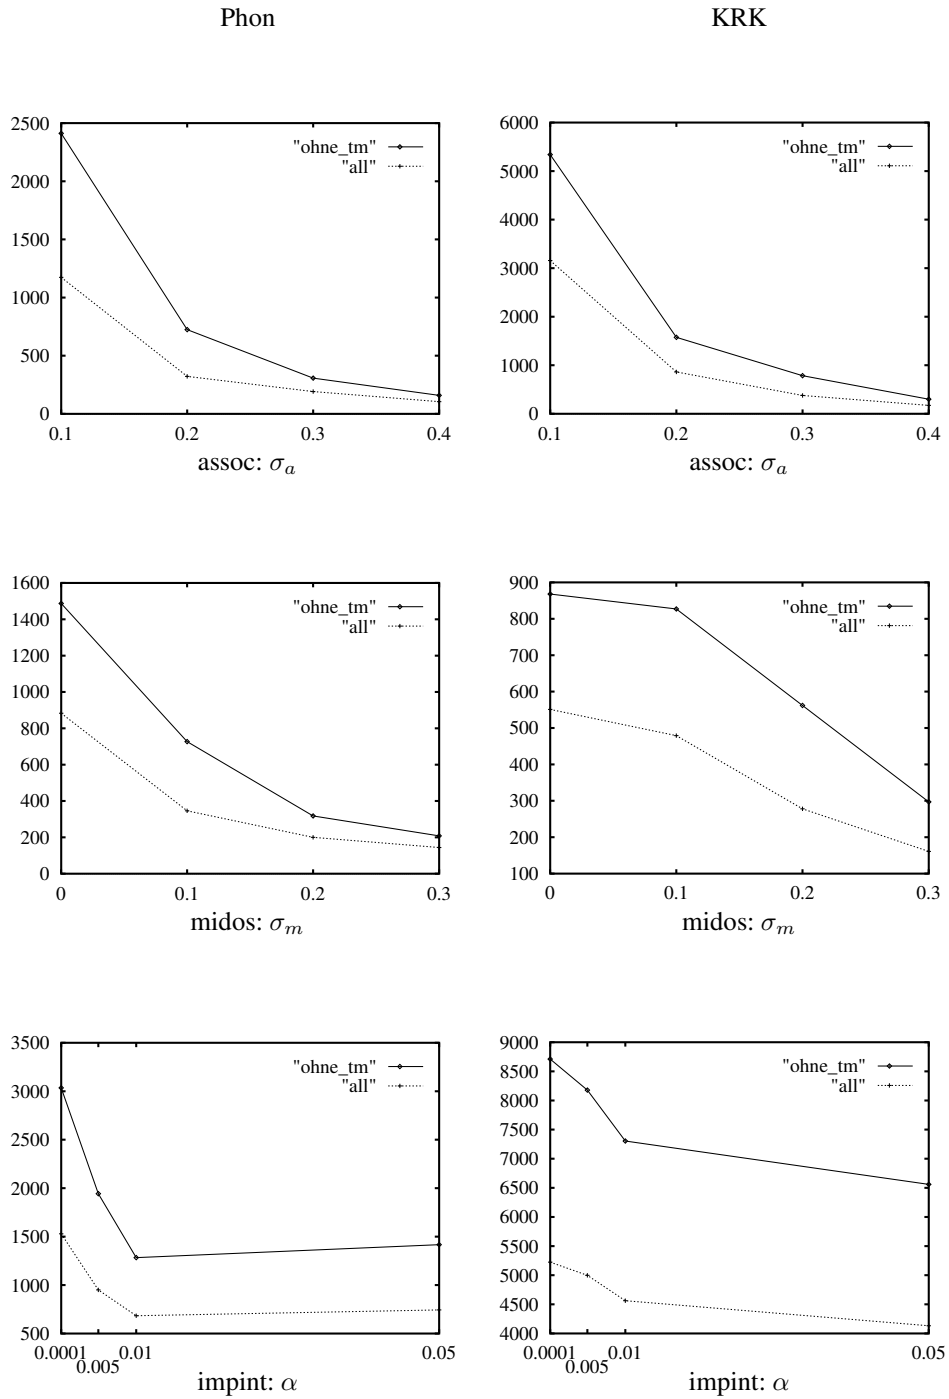 Phon
KRK
2500
2000
1500
1000
500
0
0.1 0.2 0.3 0.4
"ohne_tm"
"all"
assoc: σa
6000
5000
4000
3000
2000
1000
0
0.1 0.2 0.3 0.4
"ohne_tm"
"all"
assoc: σa
1600
1400
1200
1000
800
600
400
200
0
0 0.1 0.2 0.3
"ohne_tm"
"all"
midos: σm
900
800
700
600
500
400
300
200
100
0 0.1 0.2 0.3
"ohne_tm"
"all"
midos: σm
3500
3000
2500
2000
1500
1000
500
0.0001 0.01 0.05
0.005
"ohne_tm"
"all"
impint: α
9000
8500
8000
7500
7000
6500
6000
5500
5000
4500
4000
0.0001 0.01 0.05
0.005
"ohne_tm"
"all"
impint: α